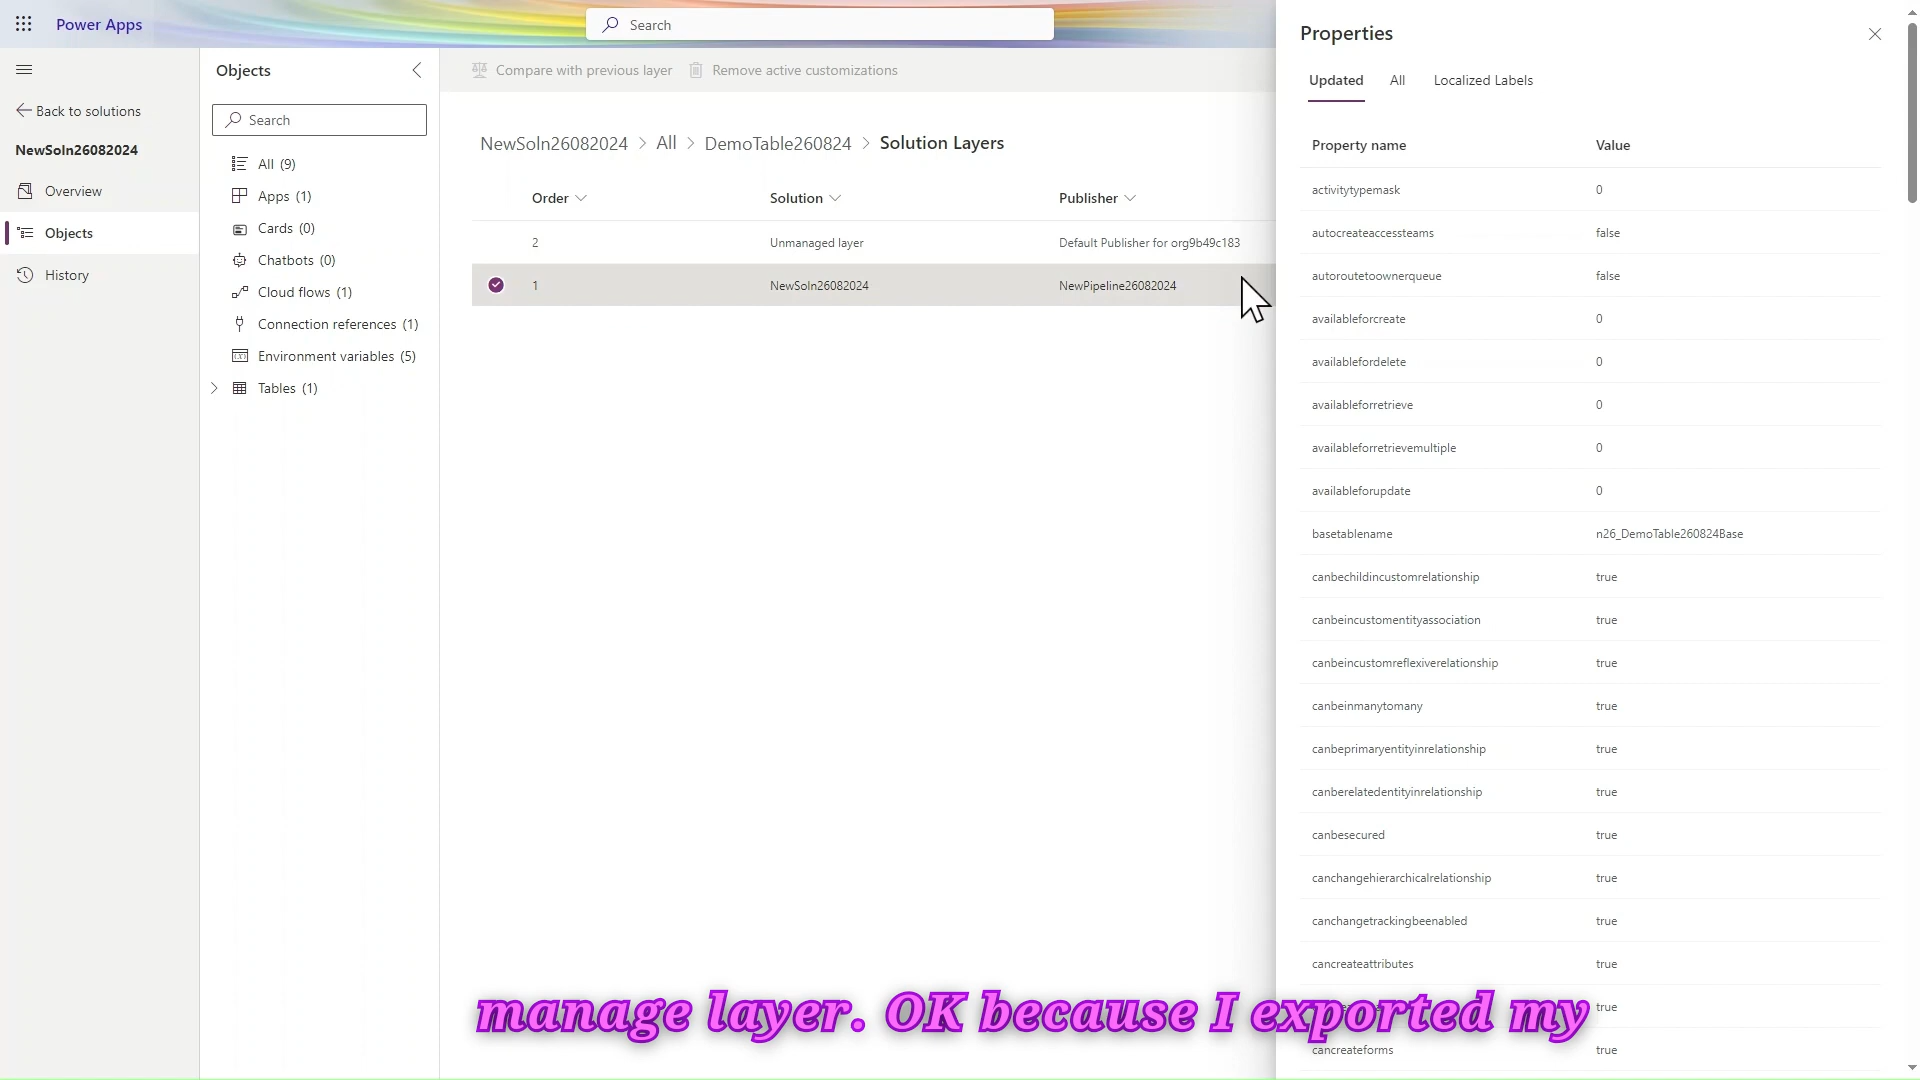 Power Apps
Search
Back to solutions
NewSoln26082024
Overview
Objects
History
Objects
Search
All (9)
Apps (1)
Cards (0)
Chatbots (0)
Cloud flows (1)
Connection references (1)
Environment variables (5)
Tables (1)
Compare with previous layer Remove active customizations
NewSoln26082024 > All > DemoTable260824 > Solution Layers
Order Solution Publisher
2 Unmanaged layer Default Publisher for org9b49c183
1 NewSoln26082024 NewPipeline26082024
Properties
Updated All Localized Labels
Property name Value
activitytypemask 0
autocreateaccessteams false
autoroutetoownerqueue false
availableforcreate 0
availablefordelete 0
availableforretrieve 0
availableforretrievemultiple 0
availableforupdate 0
basetablename n26_DemoTable260824Base
canbechildincustomrelationship true
canbeincustomentityassociation true
canbeincustomreflexiverelationship true
canbeinmanytomany true
canbeprimaryentityinrelationship true
canberelatedentityinrelationship true
canbesecured true
canchangehierarchicalrelationship true
canchangetrackingbeenabled true
cancreateattributes true
true
cancreateforms true
manage layer. OK because I exported my